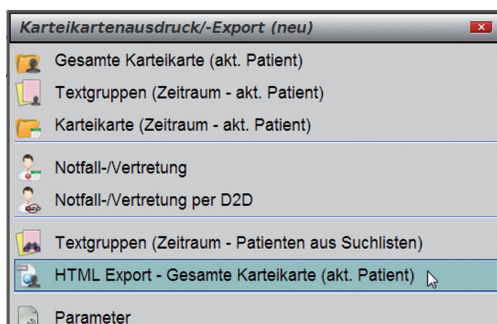 Karteikartenausdruck/-Export (neu)
Gesamte Karteikarte (akt. Patient)
Textgruppen (Zeitraum - akt. Patient)
Karteikarte (Zeitraum - akt. Patient)
Notfall-/Vertretung
Notfall-/Vertretung per D2D
Textgruppen (Zeitraum - Patienten aus Suchlisten)
HTML Export - Gesamte Karteikarte (akt. Patient)
Parameter